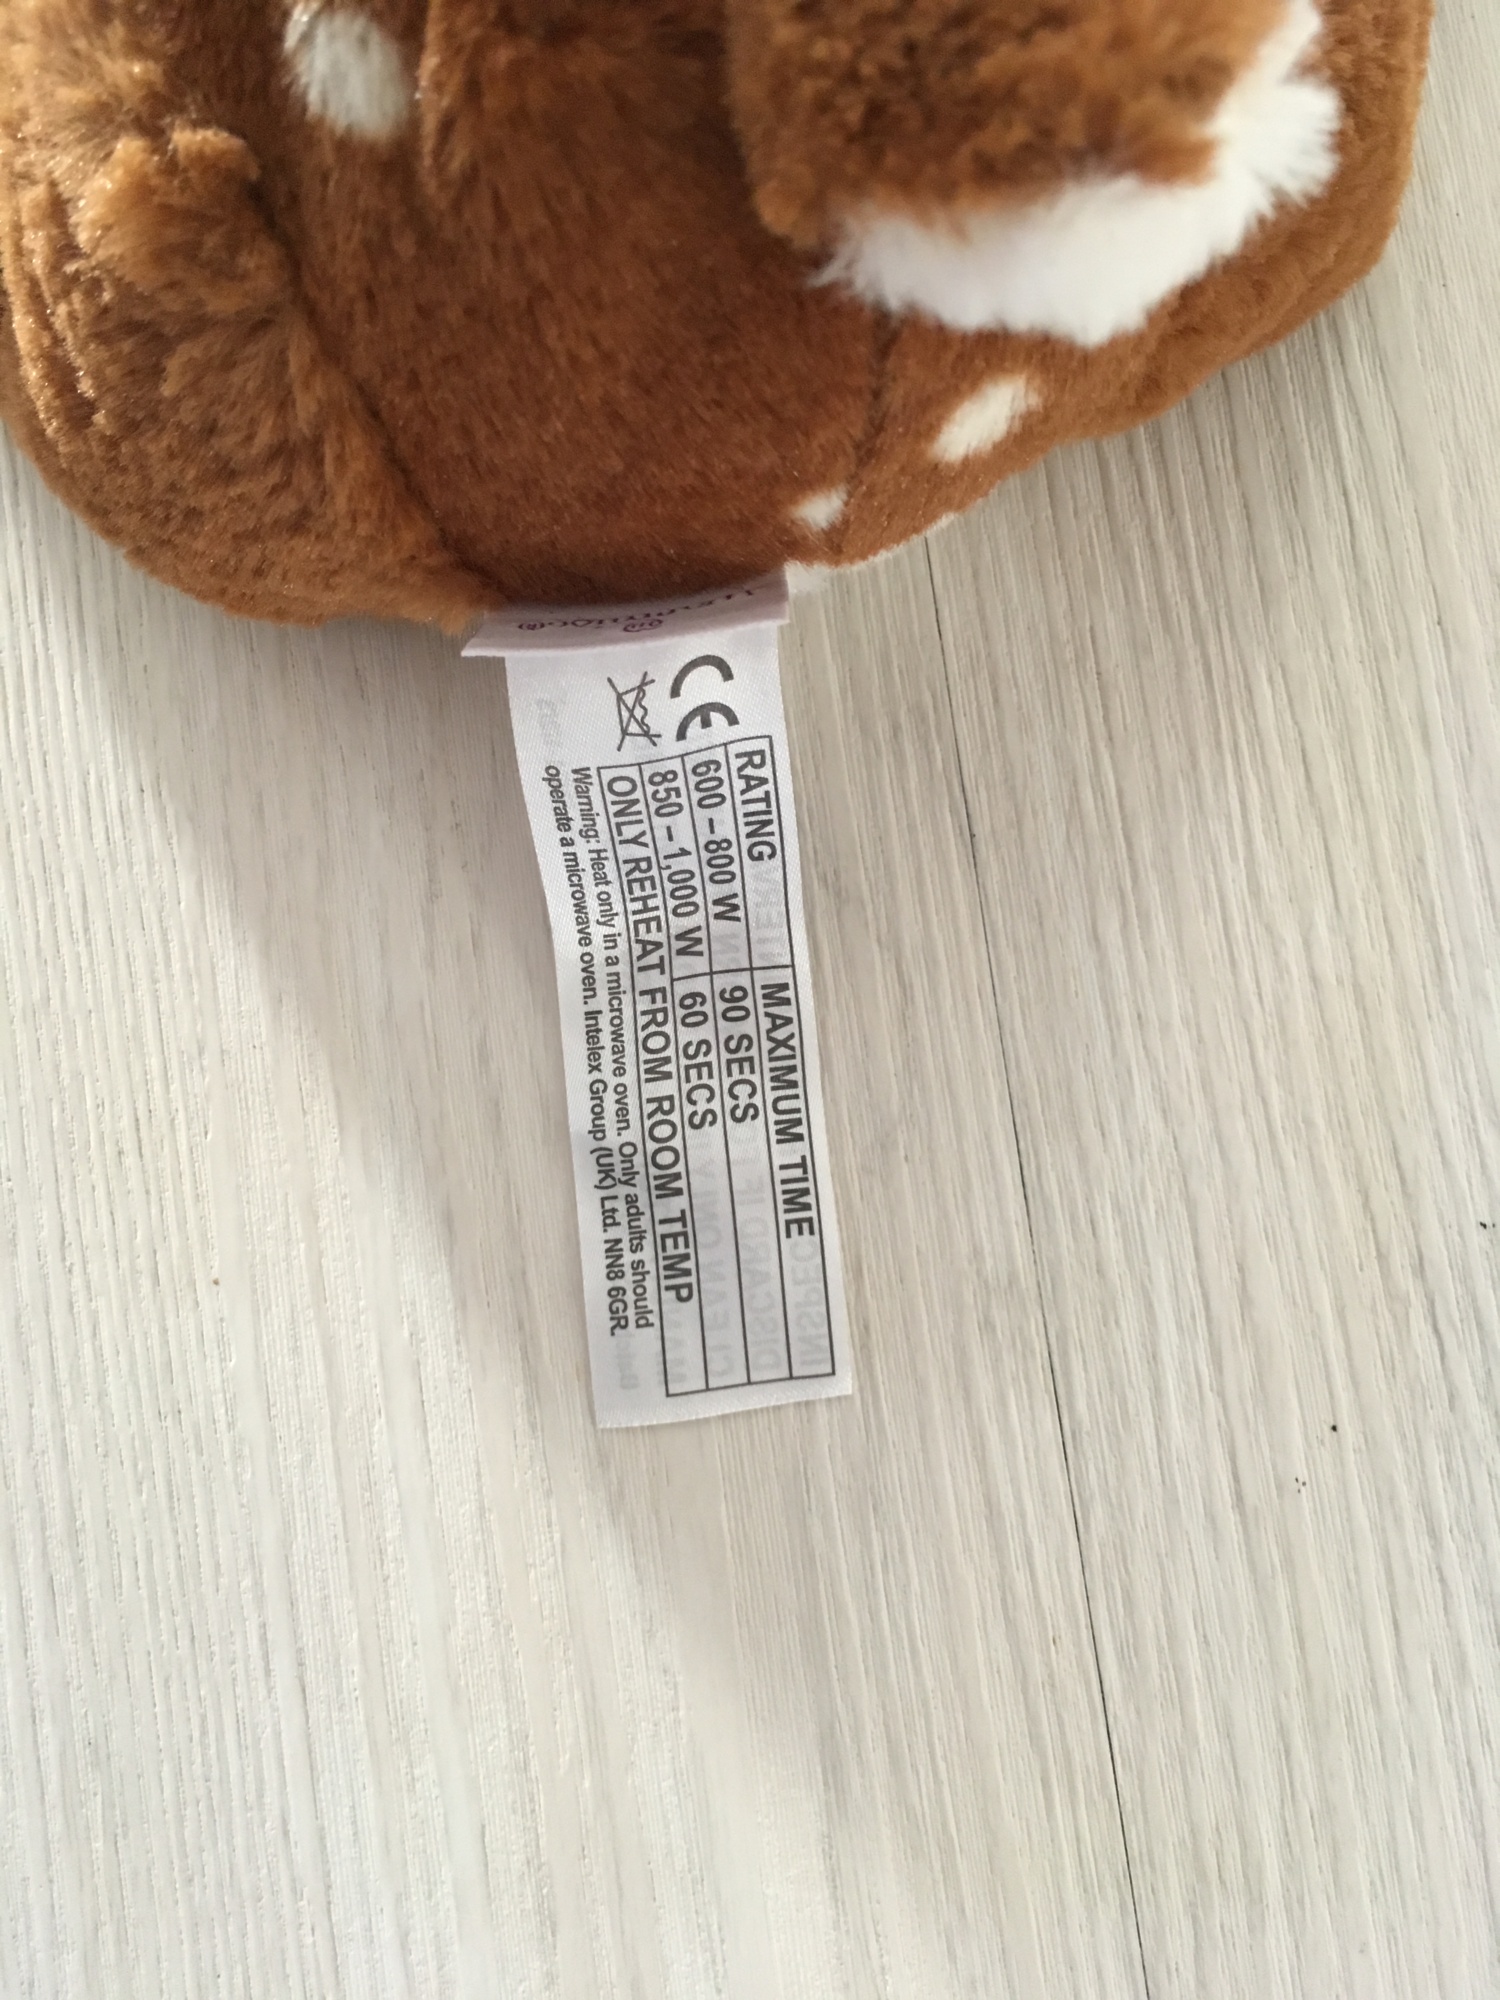 CE
RATING MAXIMUM TIME
600 – 800 W 90 SECS
850 – 1,000 W 60 SECS
ONLY REHEAT FROM ROOM TEMP
Warning: Heat only in a microwave oven. Only adults should
operate a microwave oven. Intelex Group (UK) Ltd. NN8 6GR.